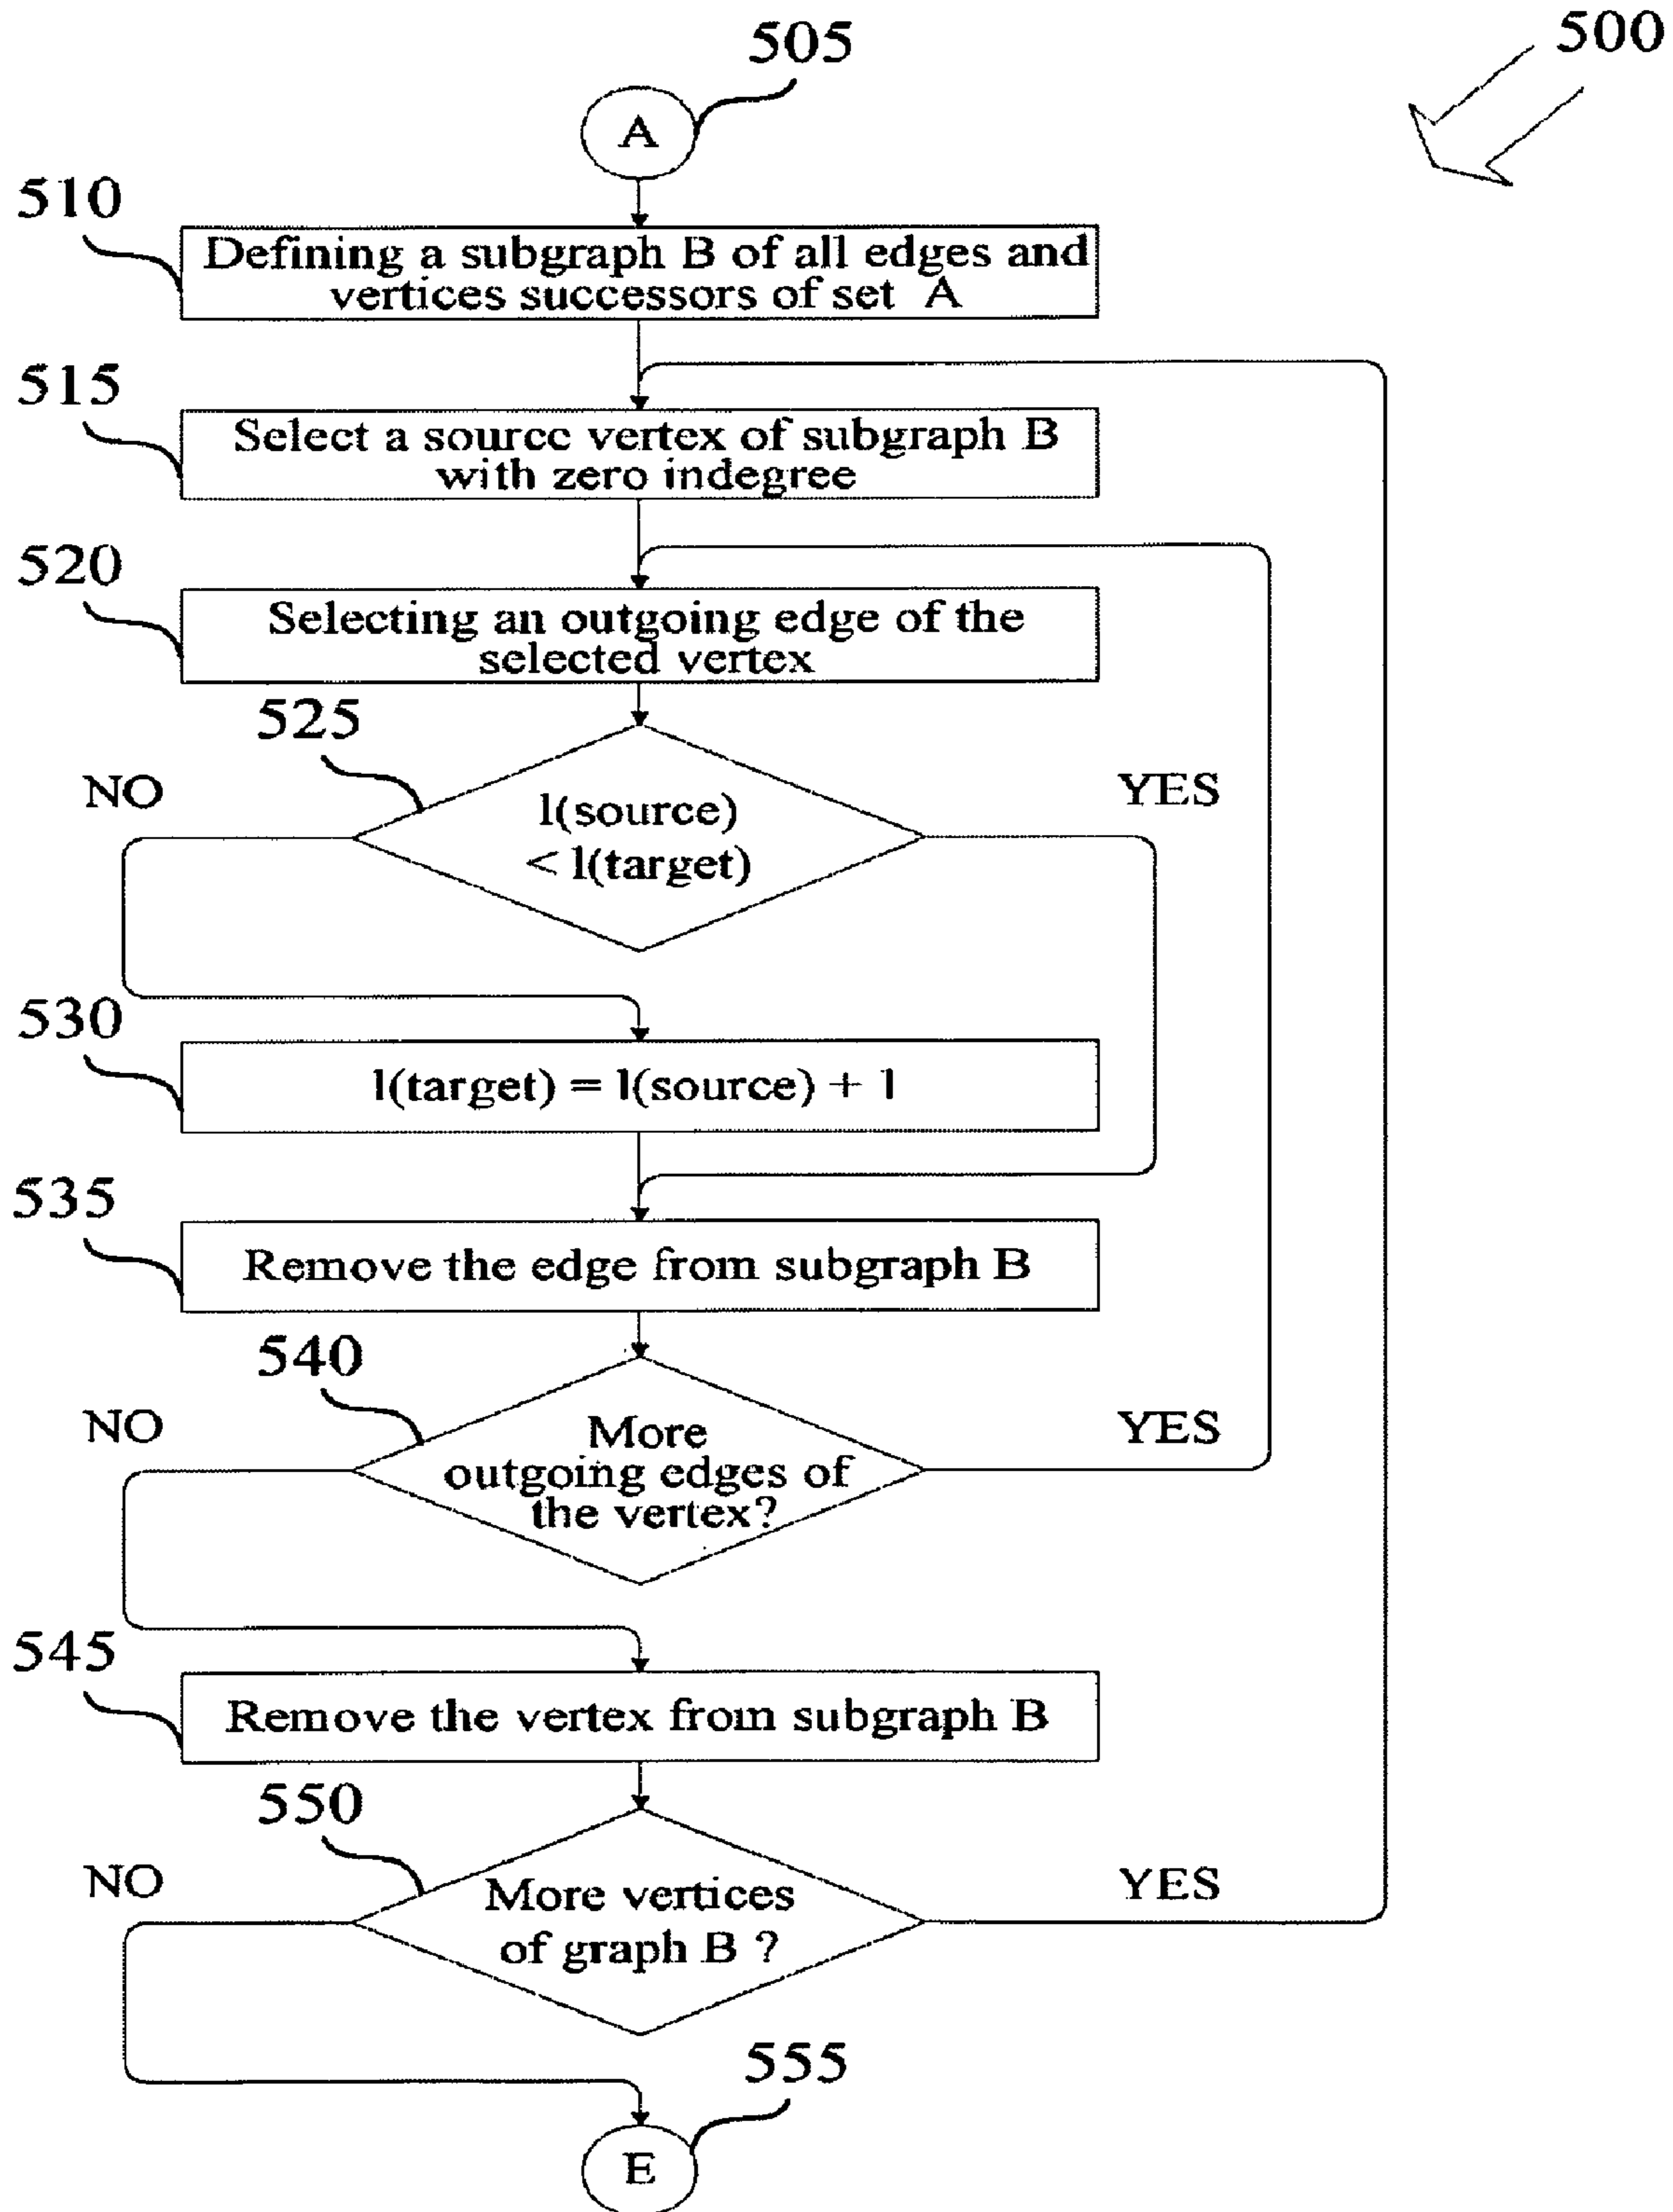 500
505
A
510
Defining a subgraph B of all edges and
vertices successors of set A
515
Select a source vertex of subgraph B
with zero indegree
520
Selecting an outgoing edge of the
selected vertex
525
NO
YES
l(source)
< l(target)
530
l(target) = l(source) + 1
535
Remove the edge from subgraph B
540
NO
YES
More
outgoing edges of
the vertex?
545
Remove the vertex from subgraph B
550
NO
YES
More vertices
of graph B ?
555
E